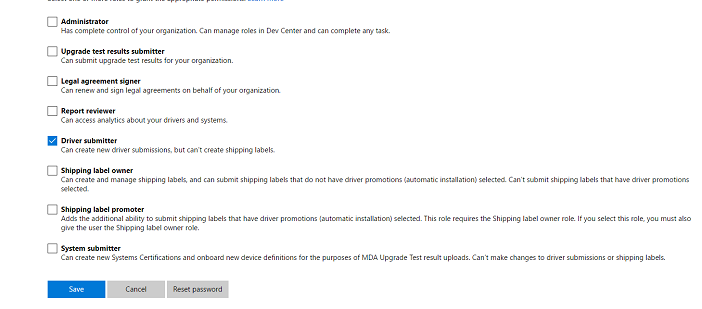 Administrator
Has complete control of your organization. Can manage roles in Dev Center and can complete any task.
Upgrade test results submitter
Can submit upgrade test results for your organization.
Legal agreement signer
Can renew and sign legal agreements on behalf of your organization.
Report reviewer
Can access analytics about your drivers and systems.
Driver submitter
Can create new driver submissions, but can't create shipping labels.
Shipping label owner
Can create and manage shipping labels, and can submit shipping labels that do not have driver promotions (automatic installation) selected. Can't submit shipping labels that have driver promotions
selected.
Shipping label promoter
Adds the additional ability to submit shipping labels that have driver promotions (automatic installation) selected. This role requires the Shipping label owner role. If you select this role, you must also
give the user the Shipping label owner role.
System submitter
Can create new Systems Certifications and onboard new device definitions for the purposes of MDA Upgrade Test result uploads. Can't make changes to driver submissions or shipping labels.
Save Cancel Reset password